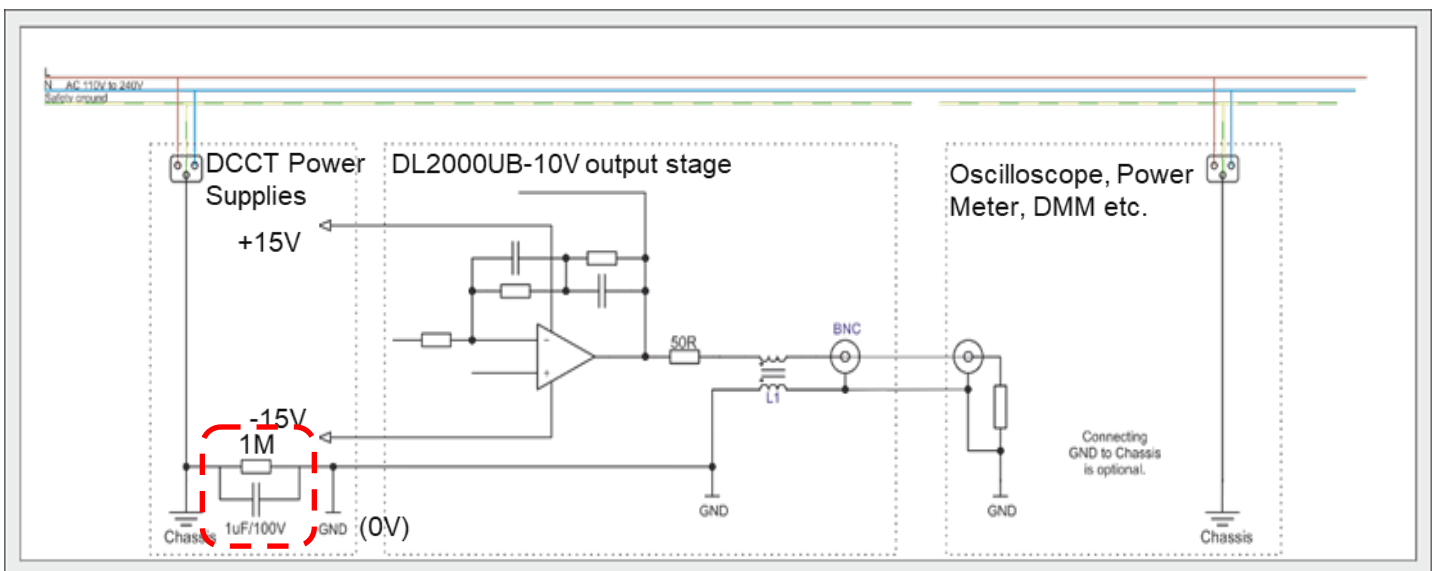 L
N AC 110V to 240V
Safety ground
DCCT Power
Supplies
+15V
-15V
1M
1uF/100V
Chassis
GND
(0V)
DL2000UB-10V output stage
50R
BNC
L1
GND
Oscilloscope, Power
Meter, DMM etc.
Connecting
GND to Chassis
is optional.
GND
Chassis